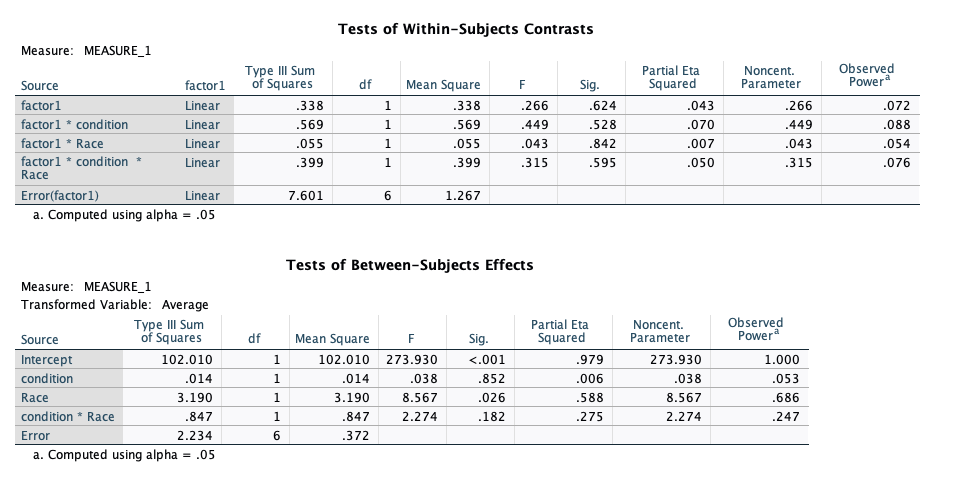 Tests of Within-Subjects Contrasts
Measure: MEASURE_1
Source factor1 Type III Sum of Squares df Mean Square F Sig. Partial Eta Squared Noncent. Parameter Observed Power^a
factor1 Linear .338 1 .338 .266 .624 .043 .266 .072
factor1 * condition Linear .569 1 .569 .449 .528 .070 .449 .088
factor1 * Race Linear .055 1 .055 .043 .842 .007 .043 .054
factor1 * condition * Race Linear .399 1 .399 .315 .595 .050 .315 .076
Error(factor1) Linear 7.601 6 1.267
a. Computed using alpha = .05
Tests of Between-Subjects Effects
Measure: MEASURE_1
Transformed Variable: Average
Source Type III Sum of Squares df Mean Square F Sig. Partial Eta Squared Noncent. Parameter Observed Power^a
Intercept 102.010 1 102.010 273.930 <.001 .979 273.930 1.000
condition .014 1 .014 .038 .852 .006 .038 .053
Race 3.190 1 3.190 8.567 .026 .588 8.567 .686
condition * Race .847 1 .847 2.274 .182 .275 2.274 .247
Error 2.234 6 .372
a. Computed using alpha = .05